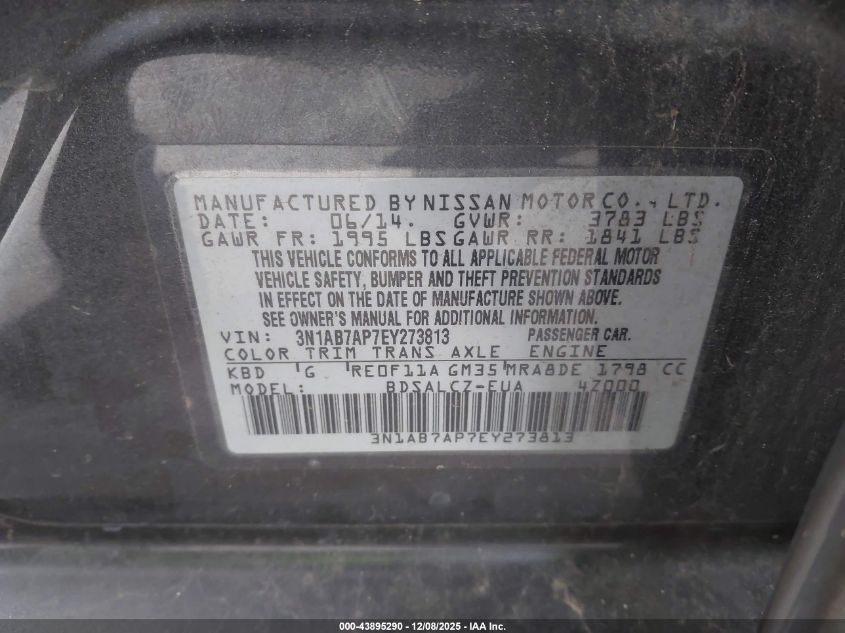 MANUFACTURED BY NISSAN MOTOR CO., LTD.
DATE: 06/14. GVWR: 3783 LBS
GAWR FR: 1995 LBS GAWR RR: 1841 LBS
THIS VEHICLE CONFORMS TO ALL APPLICABLE FEDERAL MOTOR
VEHICLE SAFETY, BUMPER AND THEFT PREVENTION STANDARDS
IN EFFECT ON THE DATE OF MANUFACTURE SHOWN ABOVE.
SEE OWNER'S MANUAL FOR ADDITIONAL INFORMATION.
VIN: 3N1AB7AP7EY273813 PASSENGER CAR.
COLOR TRIM TRANS AXLE ENGINE
KBD G RE0F11A GM35 MRA8DE 1798 CC
MODEL: BDSALCZ-EUA 4Z000
3N1AB7AP7EY273813
000-43895290 - 12/08/2025 - IAA Inc.